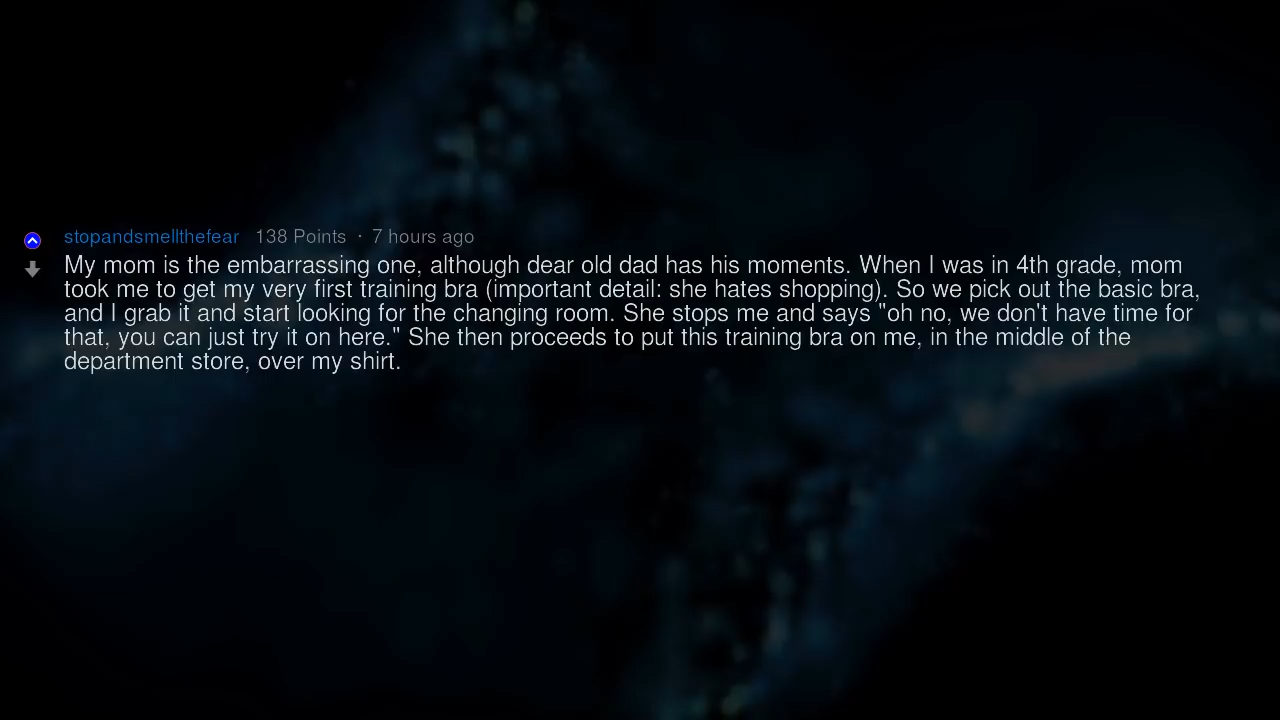 stopandsmellthefear 138 Points · 7 hours ago
My mom is the embarrassing one, although dear old dad has his moments. When I was in 4th grade, mom
took me to get my very first training bra (important detail: she hates shopping). So we pick out the basic bra,
and I grab it and start looking for the changing room. She stops me and says "oh no, we don't have time for
that, you can just try it on here." She then proceeds to put this training bra on me, in the middle of the
department store, over my shirt.